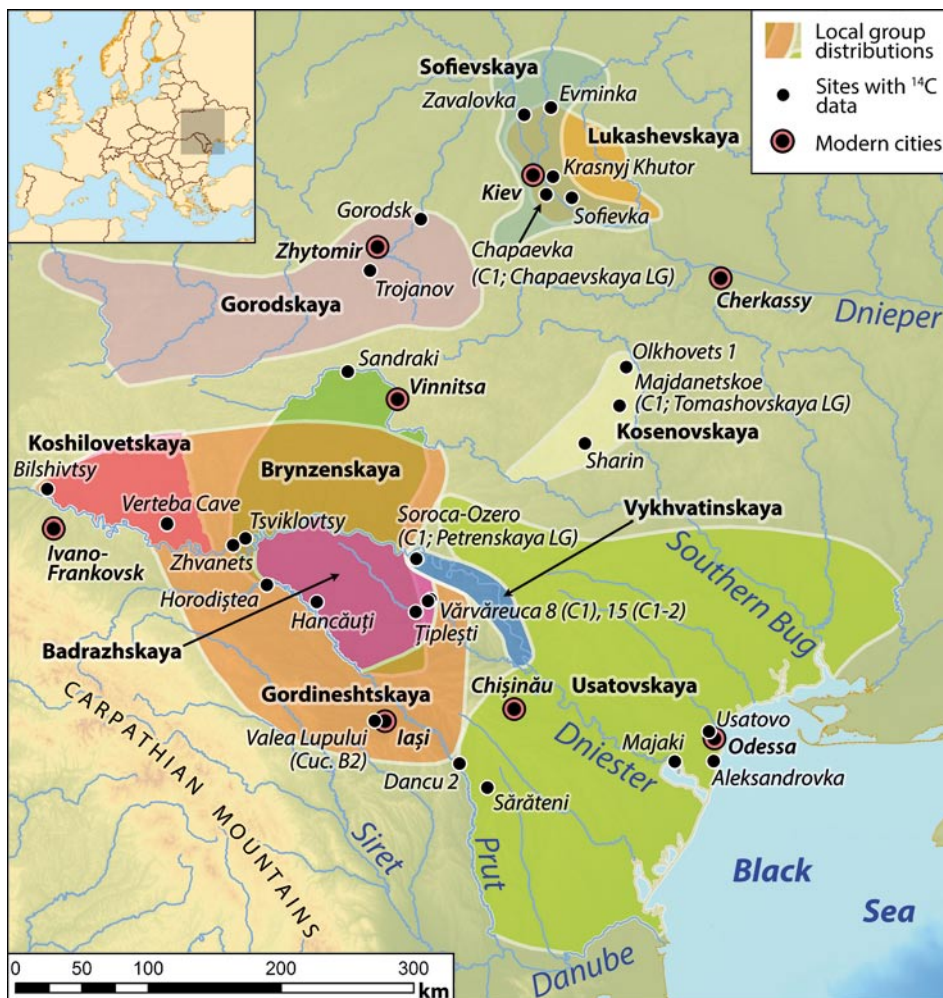 Local group
distributions
Sites with ¹⁴C
data
Modern cities
Sofievskaya
Zavalovka
Evminka
Lukashevskaya
Krasnyj Khutor
Kiev
Sofievka
Chapaevka
(C1; Chapaevskaya LG)
Gorodsk
Zhytomir
Trojanov
Gorodskaya
Cherkassy
Dnieper
Sandraki
Vinnitsa
Olkhovets 1
Majdanetskoe
(C1; Tomashovskaya LG)
Kosenovskaya
Sharin
Koshilovetskaya
Bilshivtsy
Brynzenskaya
Verteba Cave
Tsviklovtsy
Soroca-Ozero
(C1; Petrenskaya LG)
Vykhvatinskaya
Ivano-
Frankovsk
Zhvanets
Southern Bug
Horodiştea
Hancăuți
Vărvăreuca 8 (C1), 15 (C1-2)
Țipleşti
Badrazhskaya
Gordineshtskaya
Chişinău
Usatovskaya
CARPATHIAN MOUNTAINS
Valea Lupului
(Cuc. B2)
Iaşi
Dniester
Usatovo
Majaki
Odessa
Aleksandrovka
Dancu 2
Sărăteni
Siret
Prut
Black
Sea
Danube
0 50 100 200 300
km